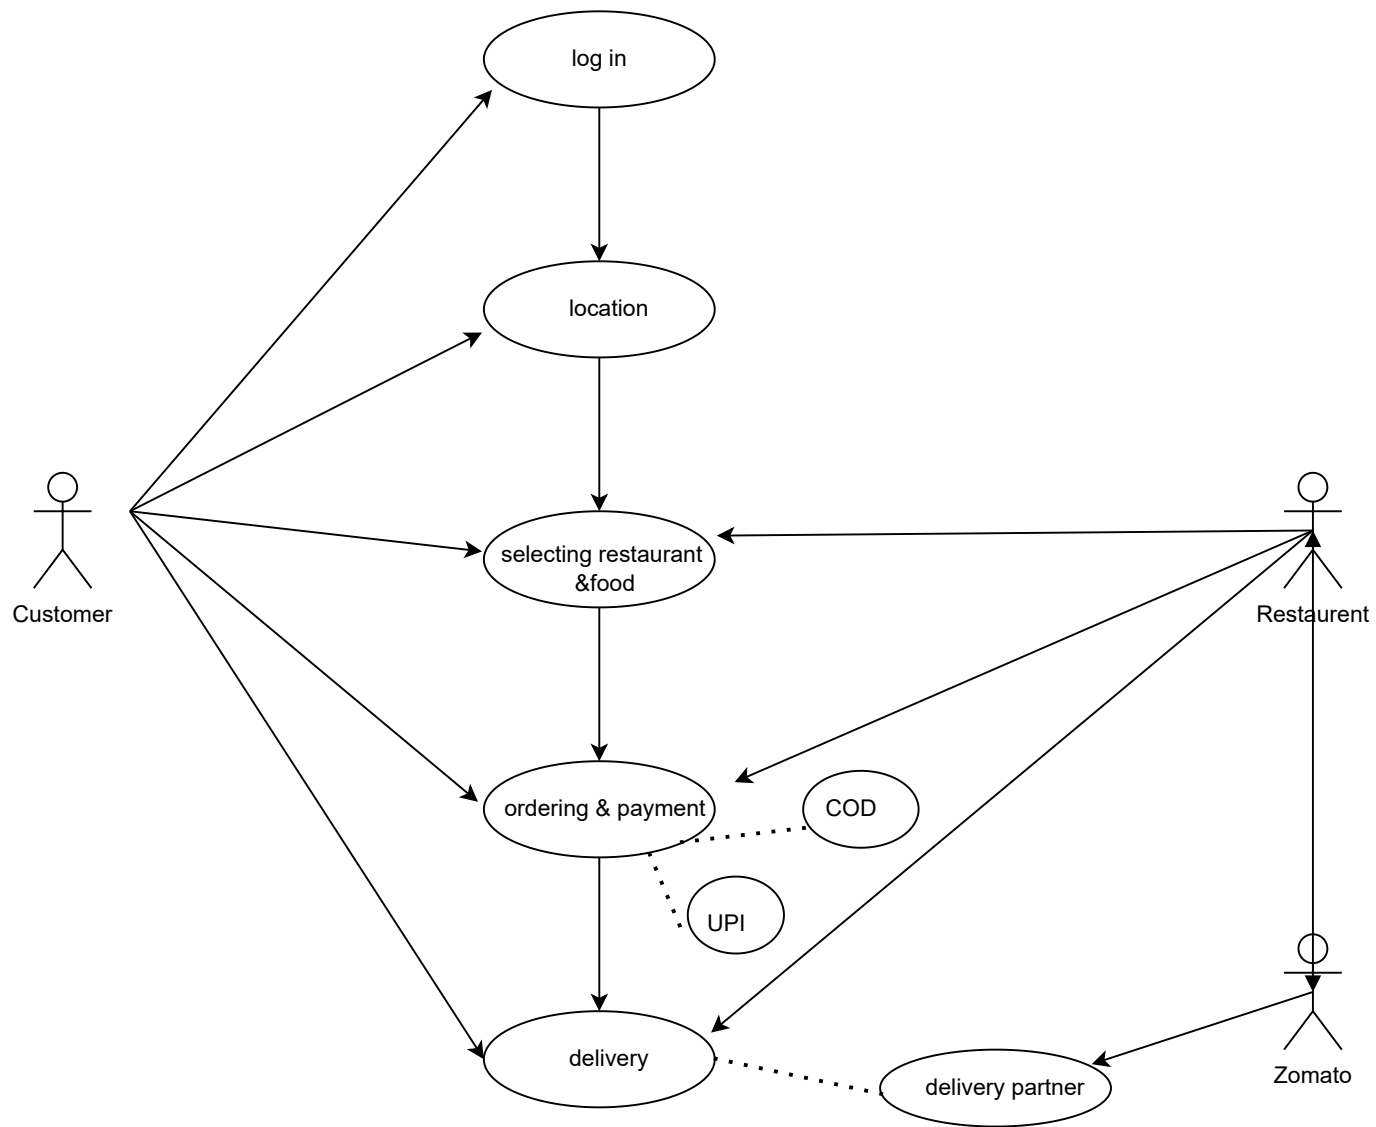 log in
location
selecting restaurant
&food
Customer
Restaurent
ordering & payment
COD
UPI
delivery
delivery partner
Zomato